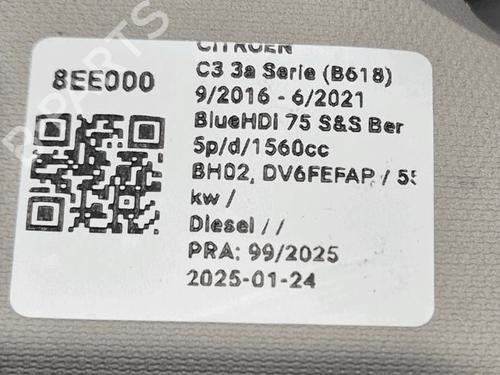 CITROEN
8EE000
C3 3a Serie (B618)
9/2016 - 6/2021
BlueHDi 75 S&S Ber
5p/d/1560cc
BH02, DV6FEFAP / 55
kw /
Diesel / /
PRA: 99/2025
2025-01-24